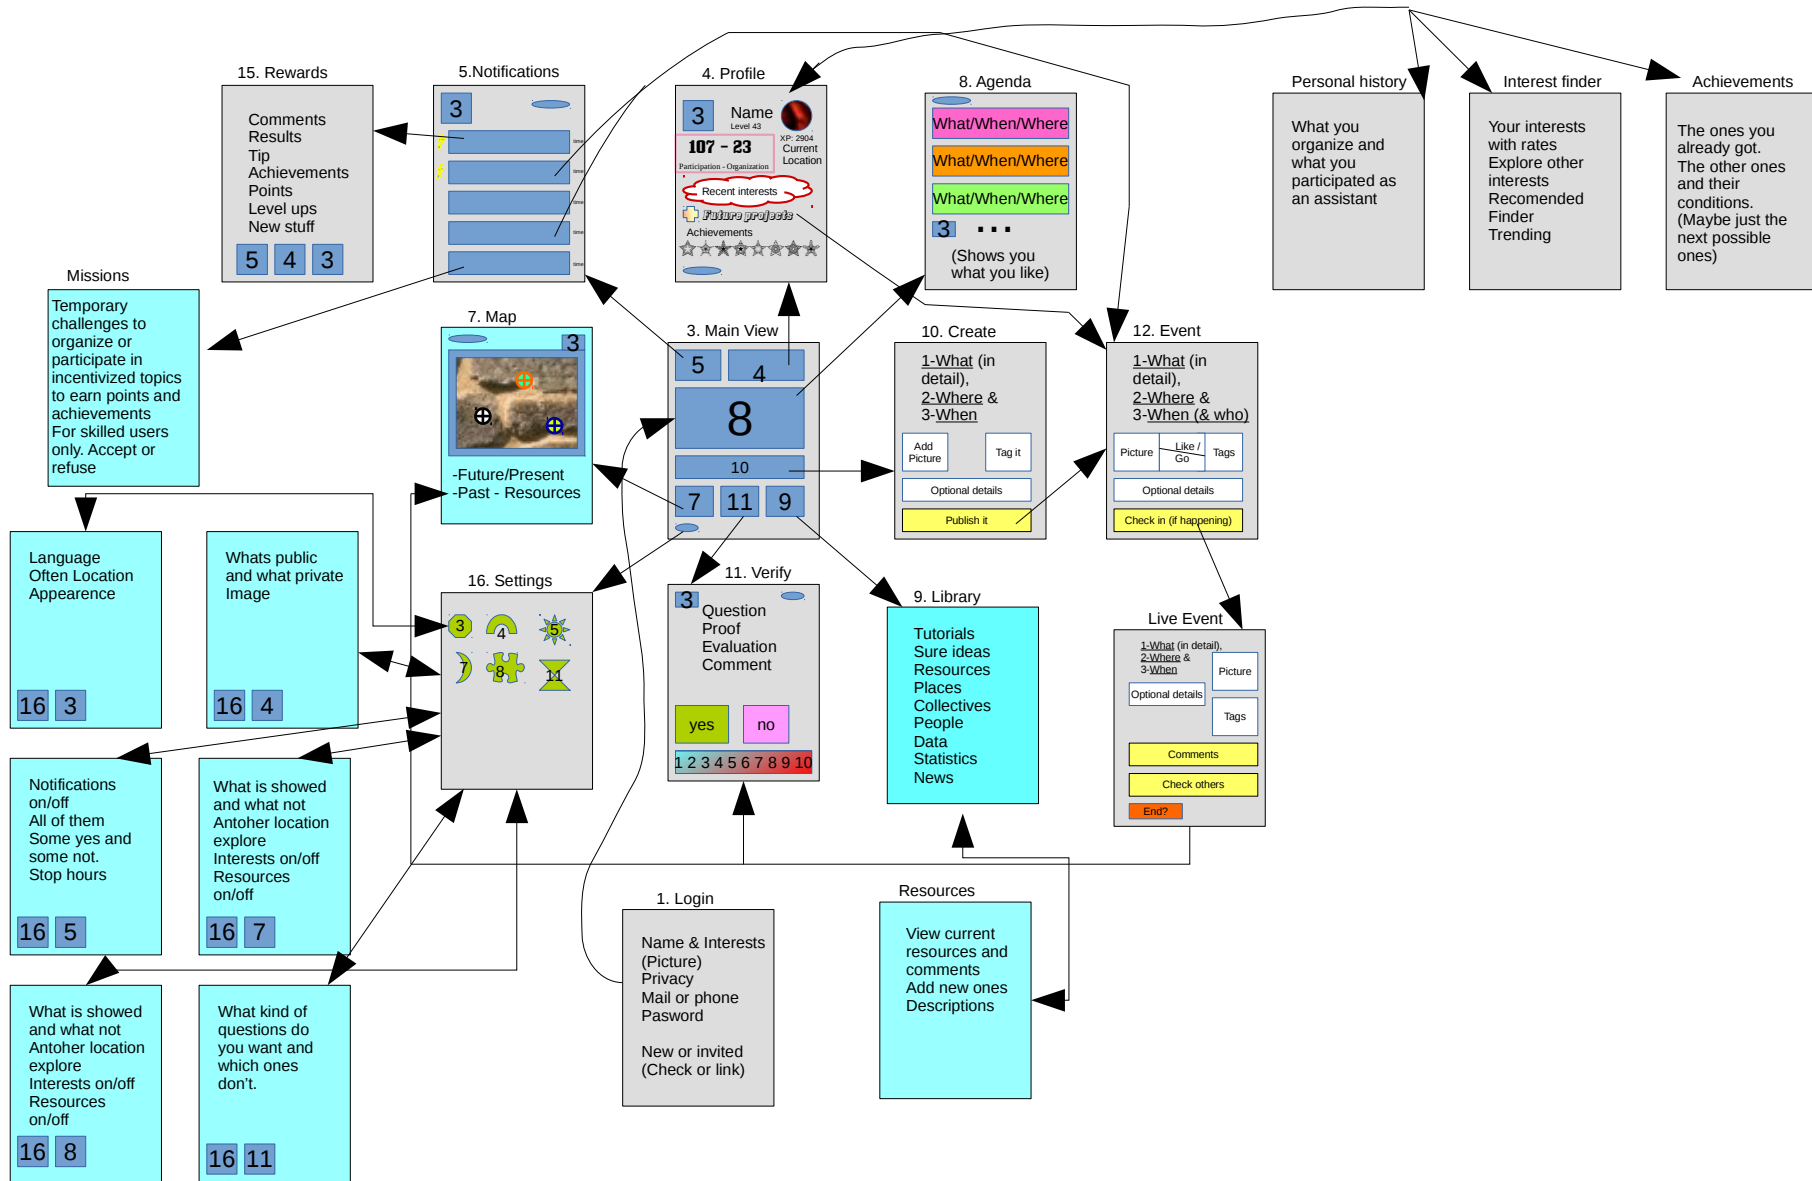 15. Rewards
Comments
Results
Tip
Achievements
Points
Level ups
New stuff
5 4 3
5.Notifications
3
time
time
time
time
4. Profile
3
Name
Level 43
XP: 2904
Current
Location
107 - 23
Participation - Organization
Recent interests
Future projects
Achievements
8. Agenda
What/When/Where
What/When/Where
What/When/Where
3 ...
(Shows you
what you like)
Personal history
What you
organize and
what you
participated as
an assistant
Interest finder
Your interests
with rates
Explore other
interests
Recomended
Finder
Trending
Achievements
The ones you
already got.
The other ones
and their
conditions.
(Maybe just the
next possible
ones)
Missions
Temporary
challenges to
organize or
participate in
incentivized topics
to earn points and
achievements
For skilled users
only. Accept or
refuse
7. Map
3
-Future/Present
-Past - Resources
3. Main View
5
4
8
10
7 11 9
10. Create
1-What (in
detail),
2-Where &
3-When
Add
Picture
Tag it
Optional details
Publish it
12. Event
1-What (in
detail),
2-Where &
3-When (& who)
Picture
Like /
Go
Tags
Optional details
Check in (if happening)
Language
Often Location
Appearence
16 3
Whats public
and what private
Image
16 4
16. Settings
3 4 5
7 8 11
11. Verify
3
Question
Proof
Evaluation
Comment
yes no
1 2 3 4 5 6 7 8 9 10
9. Library
Tutorials
Sure ideas
Resources
Places
Collectives
People
Data
Statistics
News
Live Event
1-What (in detail),
2-Where &
3-When
Picture
Optional details
Tags
Comments
Check others
End?
Notifications
on/off
All of them
Some yes and
some not.
Stop hours
16 5
What is showed
and what not
Antoher location
explore
Interests on/off
Resources
on/off
16 7
1. Login
Name & Interests
(Picture)
Privacy
Mail or phone
Pasword
New or invited
(Check or link)
Resources
View current
resources and
comments
Add new ones
Descriptions
What is showed
and what not
Antoher location
explore
Interests on/off
Resources
on/off
16 8
What kind of
questions do
you want and
which ones
don't.
16 11